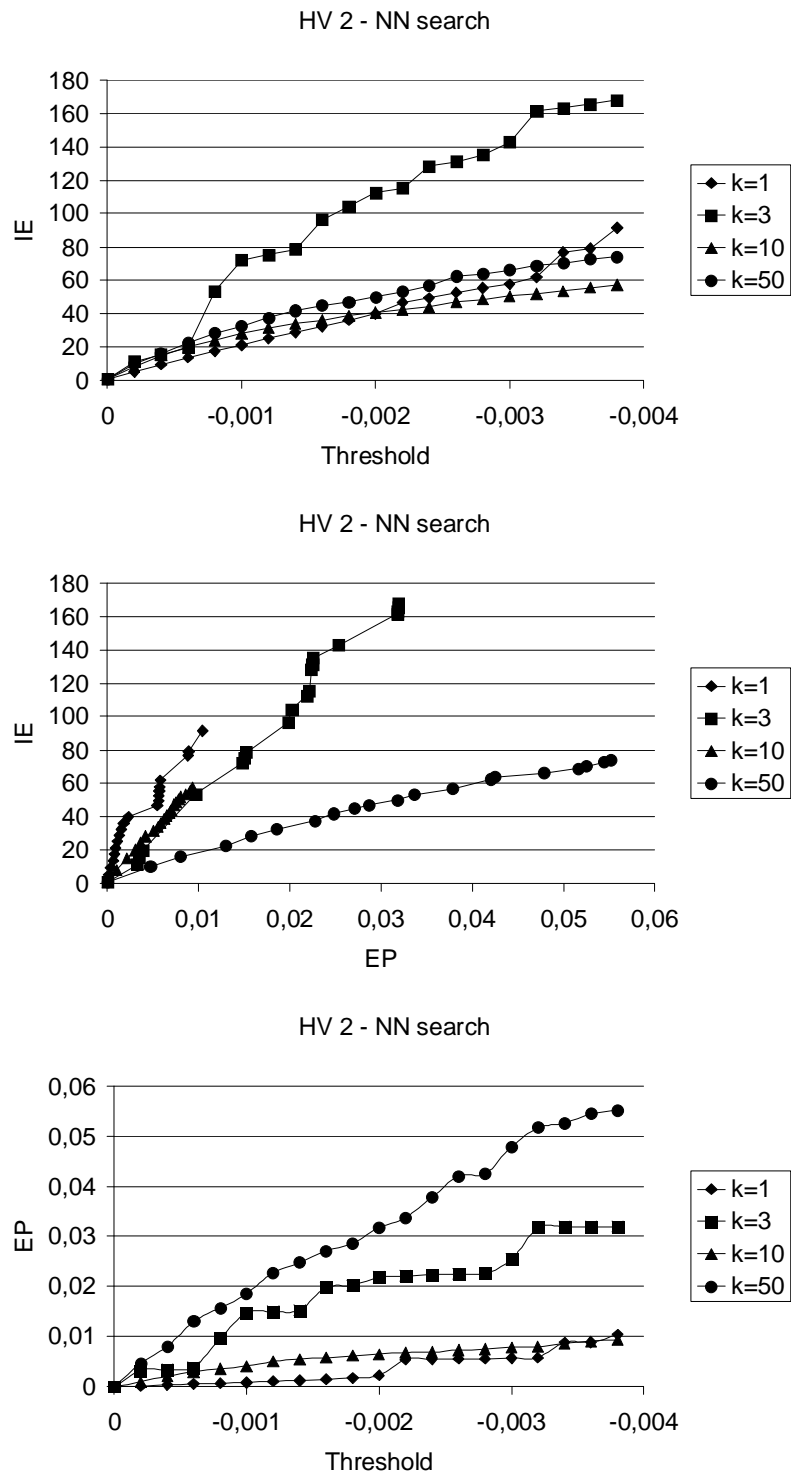 HV 2 - NN search
180
160
140
120
100
80
60
40
20
0
IE
0 -0,001 -0,002 -0,003 -0,004
Threshold
k=1
k=3
k=10
k=50
HV 2 - NN search
180
160
140
120
100
80
60
40
20
0
IE
0 0,01 0,02 0,03 0,04 0,05 0,06
EP
k=1
k=3
k=10
k=50
HV 2 - NN search
0,06
0,05
0,04
0,03
0,02
0,01
0
EP
0 -0,001 -0,002 -0,003 -0,004
Threshold
k=1
k=3
k=10
k=50